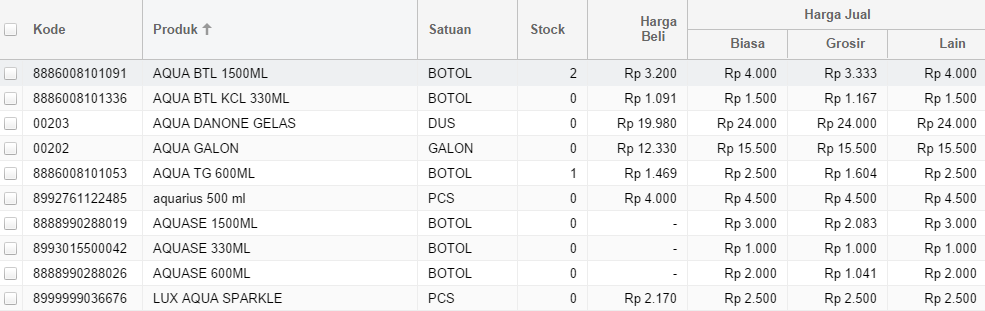 Kode Produk ↑ Satuan Stock Harga Beli Harga Jual
Biasa Grosir Lain
8886008101091 AQUA BTL 1500ML BOTOL 2 Rp 3.200 Rp 4.000 Rp 3.333 Rp 4.000
8886008101336 AQUA BTL KCL 330ML BOTOL 0 Rp 1.091 Rp 1.500 Rp 1.167 Rp 1.500
00203 AQUA DANONE GELAS DUS 0 Rp 19.980 Rp 24.000 Rp 24.000 Rp 24.000
00202 AQUA GALON GALON 0 Rp 12.330 Rp 15.500 Rp 15.500 Rp 15.500
8886008101053 AQUA TG 600ML BOTOL 1 Rp 1.469 Rp 2.500 Rp 1.604 Rp 2.500
8992761122485 aquarius 500 ml PCS 0 Rp 4.000 Rp 4.500 Rp 4.500 Rp 4.500
8888990288019 AQUASE 1500ML BOTOL 0 - Rp 3.000 Rp 2.083 Rp 3.000
8993015500042 AQUASE 330ML BOTOL 0 - Rp 1.000 Rp 1.000 Rp 1.000
8888990288026 AQUASE 600ML BOTOL 0 - Rp 2.000 Rp 1.041 Rp 2.000
8999999036676 LUX AQUA SPARKLE PCS 0 Rp 2.170 Rp 2.500 Rp 2.500 Rp 2.500